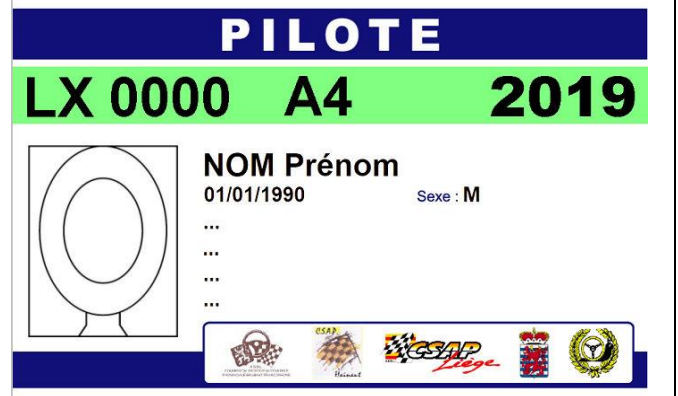 PILOTE
LX 0000 A4 2019
NOM Prénom
01/01/1990 Sexe : M
...
...
...
...
CSAP Hainaut
CSAP Liège